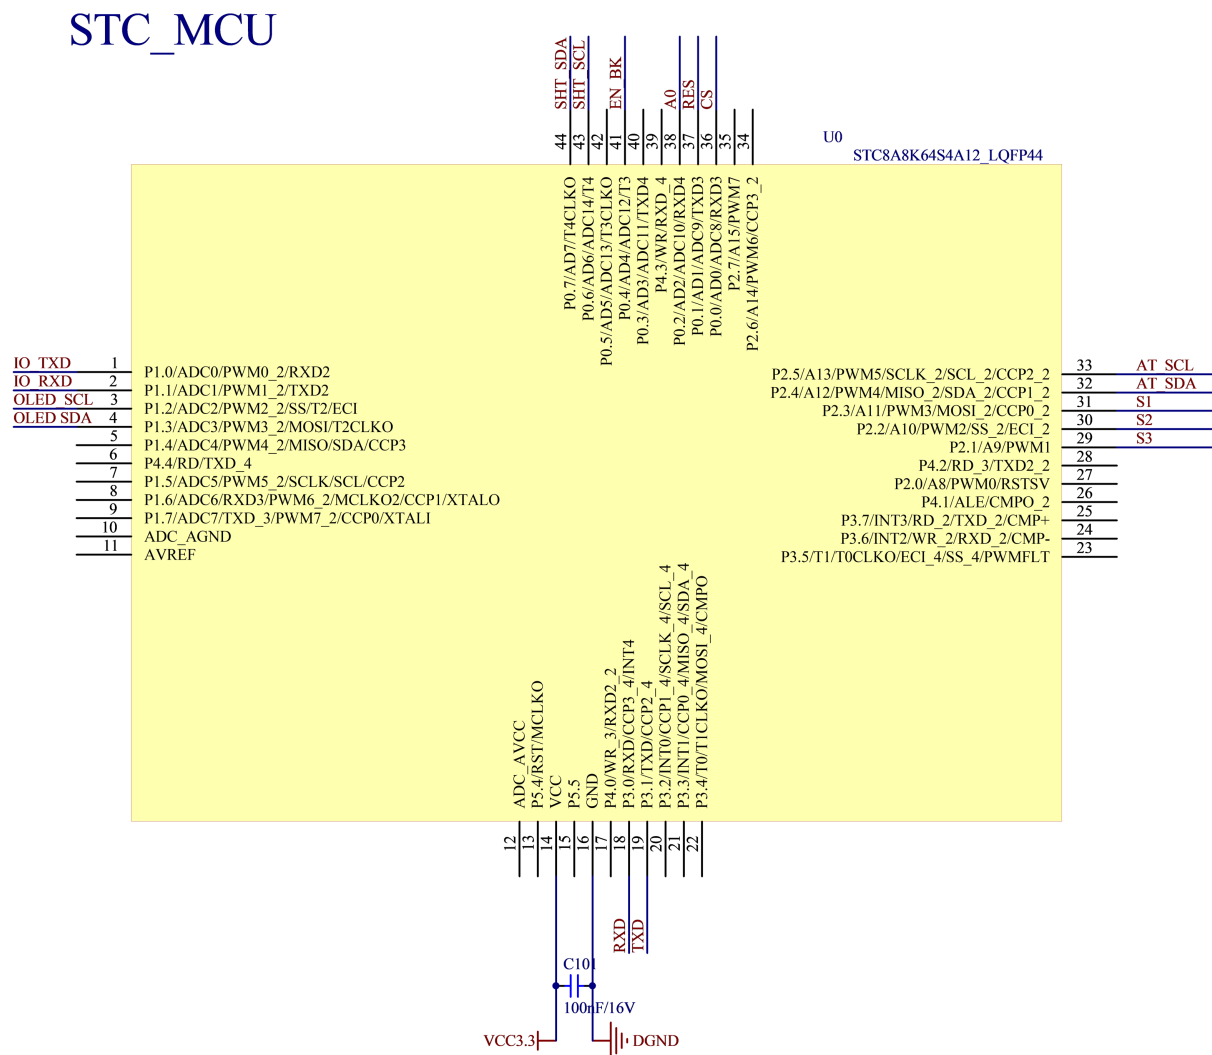 STC_MCU
SHT_SDA
SHT_SCL
EN_BK
A0
RES
CS
44
43
42
41
40
39
38
37
36
35
34
U0
STC8A8K64S4A12_LQFP44
P0.7/AD7/T4CLKO
P0.6/AD6/ADC14/T4
P0.5/AD5/ADC13/T3CLKO
P0.4/AD4/ADC12/T3
P0.3/AD3/ADC11/TXD4
P4.3/WR/RXD_4
P0.2/AD2/ADC10/RXD4
P0.1/AD1/ADC9/TXD3
P0.0/AD0/ADC8/RXD3
P2.7/A15/PWM7
P2.6/A14/PWM6/CCP3_2
IO_TXD 1 P1.0/ADC0/PWM0_2/RXD2
IO_RXD 2 P1.1/ADC1/PWM1_2/TXD2
OLED_SCL 3 P1.2/ADC2/PWM2_2/SS/T2/ECI
OLED SDA 4 P1.3/ADC3/PWM3_2/MOSI/T2CLKO
5 P1.4/ADC4/PWM4_2/MISO/SDA/CCP3
6 P4.4/RD/TXD_4
7 P1.5/ADC5/PWM5_2/SCLK/SCL/CCP2
8 P1.6/ADC6/RXD3/PWM6_2/MCLKO2/CCP1/XTALO
9 P1.7/ADC7/TXD_3/PWM7_2/CCP0/XTALI
10 ADC_AGND
11 AVREF
P2.5/A13/PWM5/SCLK_2/SCL_2/CCP2_2 33 AT_SCL
P2.4/A12/PWM4/MISO_2/SDA_2/CCP1_2 32 AT_SDA
P2.3/A11/PWM3/MOSI_2/CCP0_2 31 S1
P2.2/A10/PWM2/SS_2/ECI_2 30 S2
P2.1/A9/PWM1 29 S3
P4.2/RD_3/TXD2_2 28
P2.0/A8/PWM0/RSTSV 27
P4.1/ALE/CMPO_2 26
P3.7/INT3/RD_2/TXD_2/CMP+ 25
P3.6/INT2/WR_2/RXD_2/CMP- 24
P3.5/T1/T0CLKO/ECI_4/SS_4/PWMFLT 23
ADC_AVCC
P5.4/RST/MCLKO
VCC
P5.5
GND
P4.0/WR_3/RXD2_2
P3.0/RXD/CCP3_4/INT4
P3.1/TXD/CCP2_4
P3.2/INT0/CCP1_4/SCLK_4/SCL_4
P3.3/INT1/CCP0_4/MISO_4/SDA_4
P3.4/T0/T1CLKO/MOSI_4/CMPO
12
13
14
15
16
17
18
19
20
21
22
RXD
TXD
C101
100nF/16V
VCC3.3
DGND